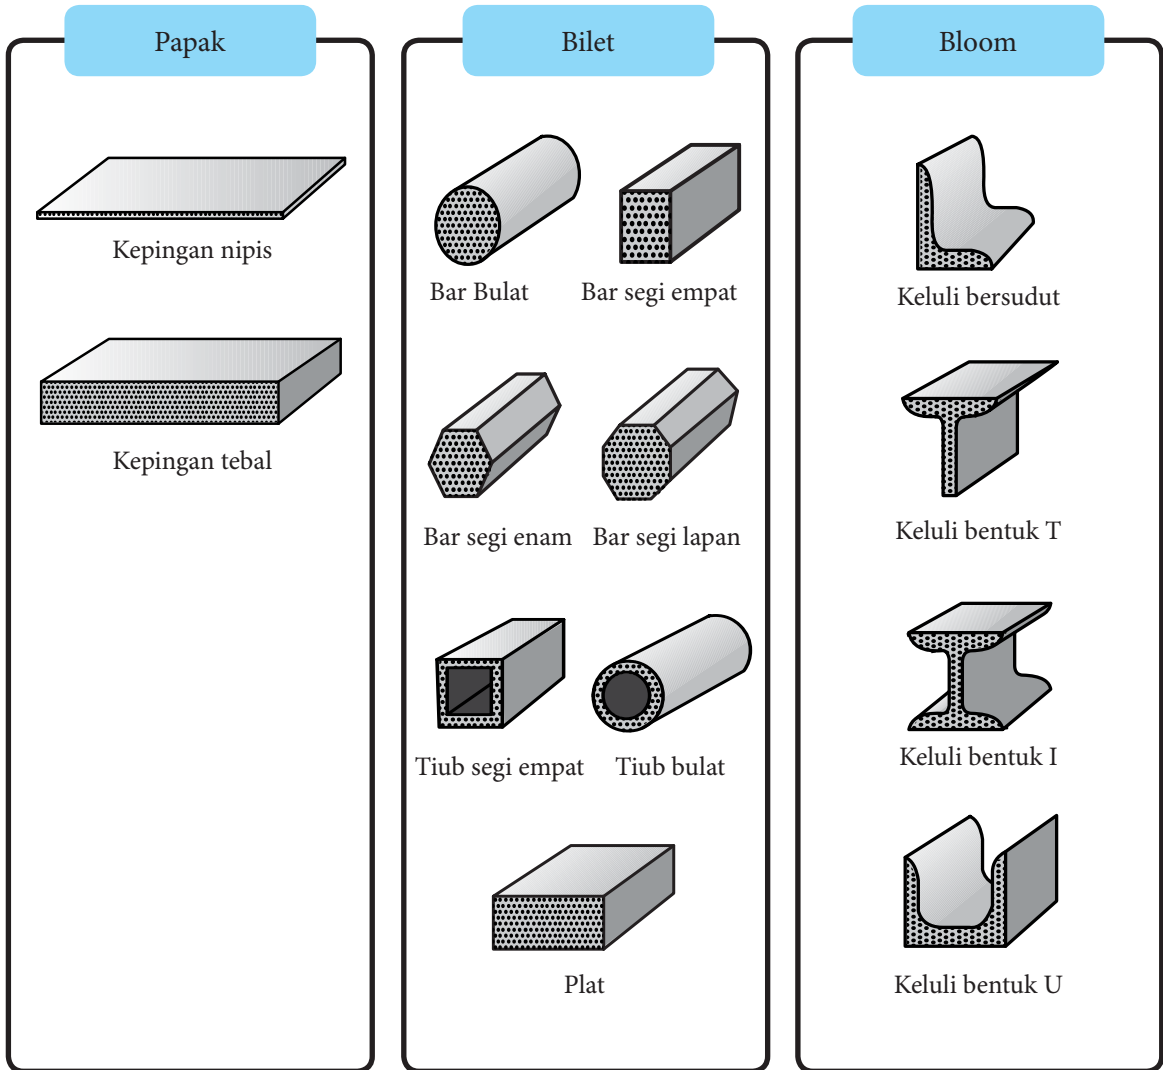 Papak
Kepingan nipis
Kepingan tebal
Bilet
Bar Bulat
Bar segi empat
Bar segi enam
Bar segi lapan
Tiub segi empat
Tiub bulat
Plat
Bloom
Keluli bersudut
Keluli bentuk T
Keluli bentuk I
Keluli bentuk U